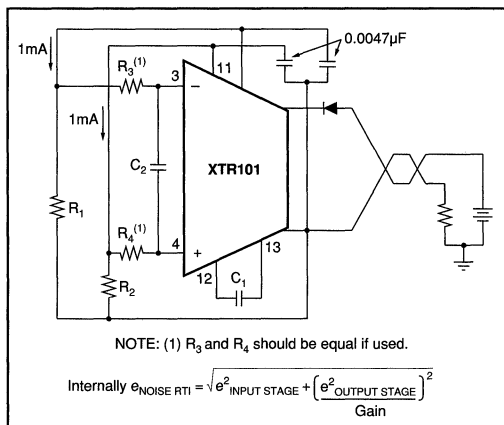 1mA
0.0047µF
R3(1)
3
11
1mA
−
C2
XTR101
R1
R4(1)
4
+
13
12
R2
C1
NOTE: (1) R3 and R4 should be equal if used.
Internally eNOISE RTI = √e²INPUT STAGE + (e²OUTPUT STAGE / Gain)²